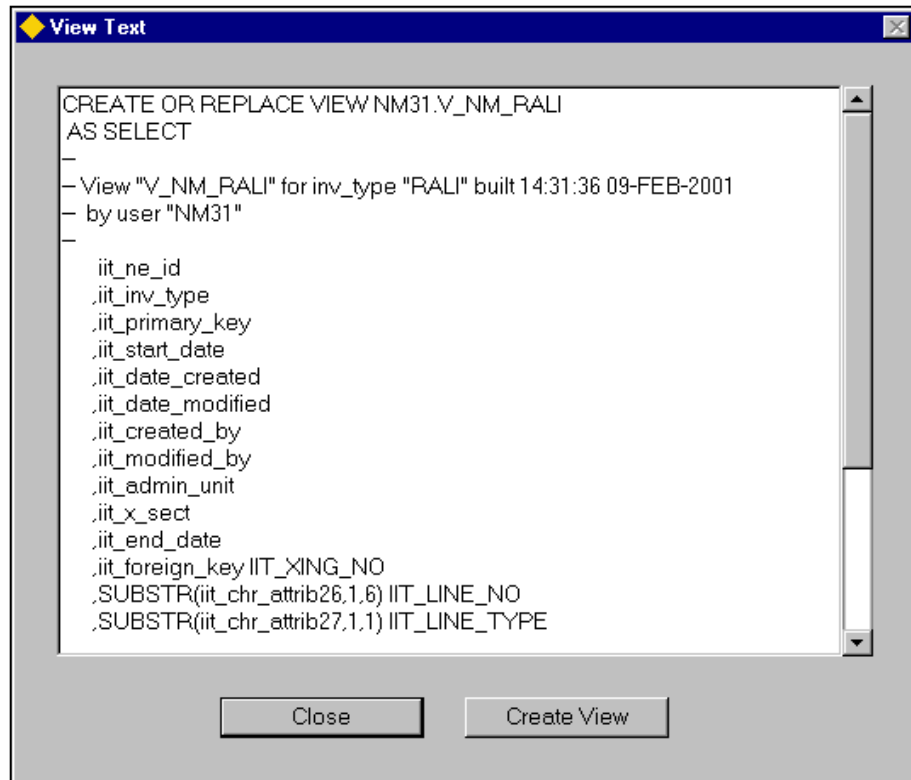 View Text
CREATE OR REPLACE VIEW NM31.V_NM_RALI
AS SELECT
–
– View "V_NM_RALI" for inv_type "RALI" built 14:31:36 09-FEB-2001
– by user "NM31"
–
iit_ne_id
,iit_inv_type
,iit_primary_key
,iit_start_date
,iit_date_created
,iit_date_modified
,iit_created_by
,iit_modified_by
,iit_admin_unit
,iit_x_sect
,iit_end_date
,iit_foreign_key IIT_XING_NO
,SUBSTR(iit_chr_attrib26,1,6) IIT_LINE_NO
,SUBSTR(iit_chr_attrib27,1,1) IIT_LINE_TYPE
Close
Create View